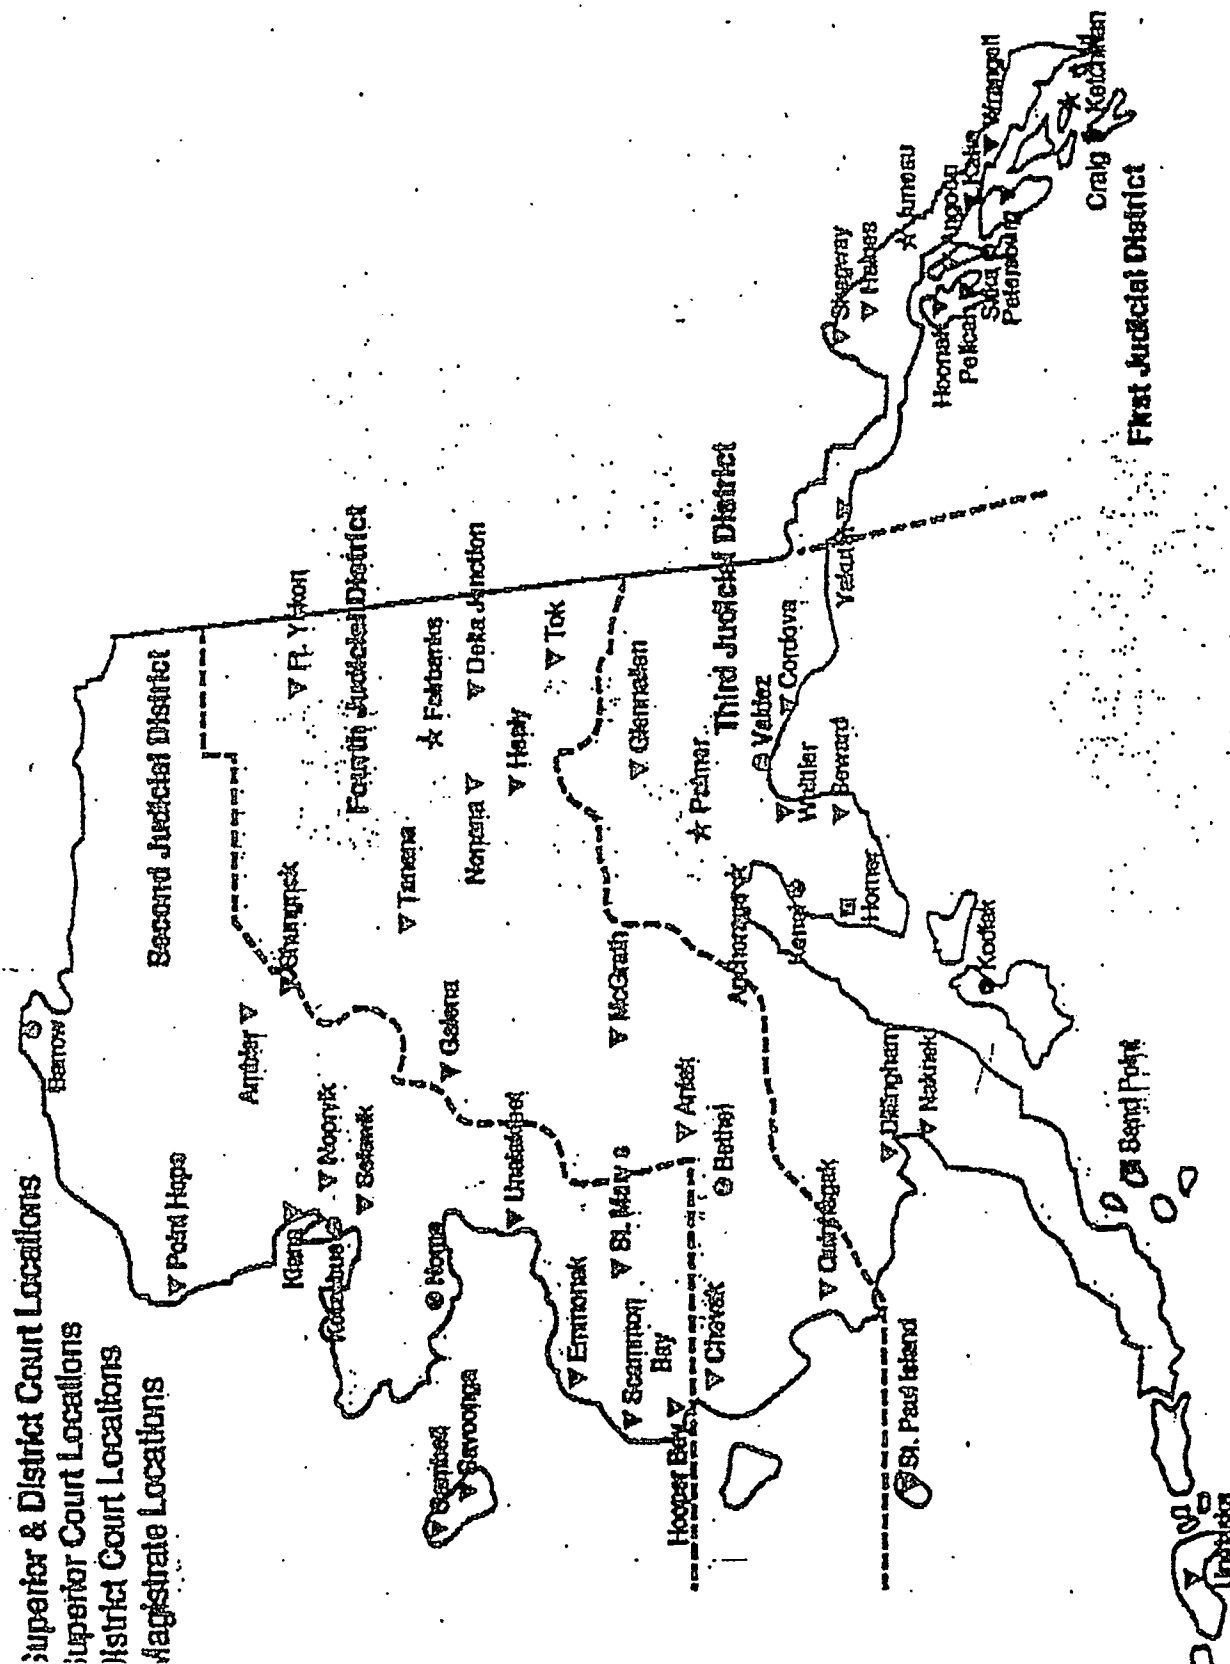 Superior & District Court Locations
Superior Court Locations
District Court Locations
Magistrate Locations
Barrow
Point Hope
Second Judicial District
Ambler
Shungnak
Kiana
Noorvik
Selawik
Kotzebue
Ft. Yukon
Fourth Judicial District
Tanana
Fairbanks
Nome
Galena
Gambell
Savoonga
Nenana
Delta Junction
Unalakleet
Healy
Tok
Emmonak
St. Mary's
McGrath
Scammon
Bay
Glennallen
Hooper Bay
Aniak
Palmer
Chevak
Bethel
Third Judicial District
Anchorage
Valdez
Cordova
Kenai
Whittier
Seward
Homer
Quinhagak
Yakutat
Skagway
Haines
Dillingham
Naknek
St. Paul Island
Juneau
Kodiak
Hoonah
Angoon
Pelican
Kake
Sitka
Wrangell
Petersburg
Craig
Ketchikan
Sand Point
First Judicial District